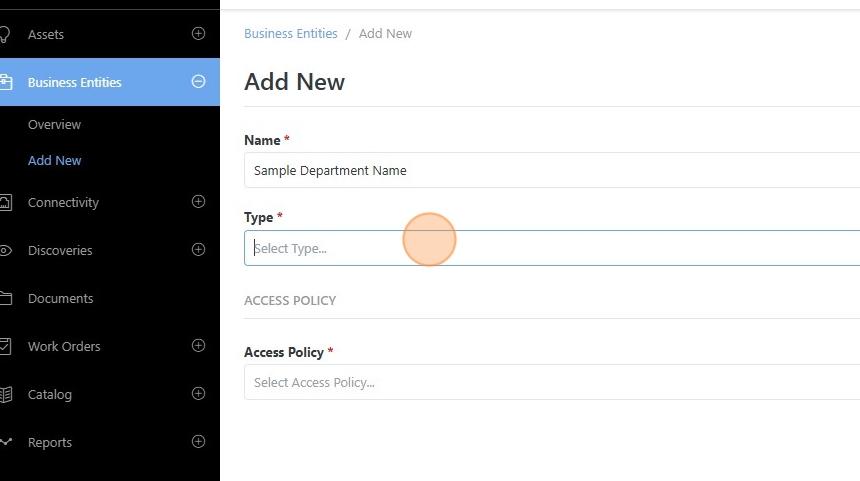 Assets
Business Entities
Overview
Add New
Connectivity
Discoveries
Documents
Work Orders
Catalog
Reports
Business Entities / Add New
Add New
Name *
Sample Department Name
Type *
Select Type...
ACCESS POLICY
Access Policy *
Select Access Policy...